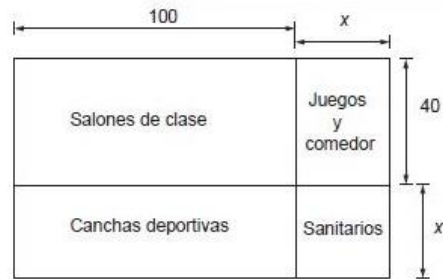 100
x
Salones de clase
Juegos
y
comedor
40
Canchas deportivas
Sanitarios
x